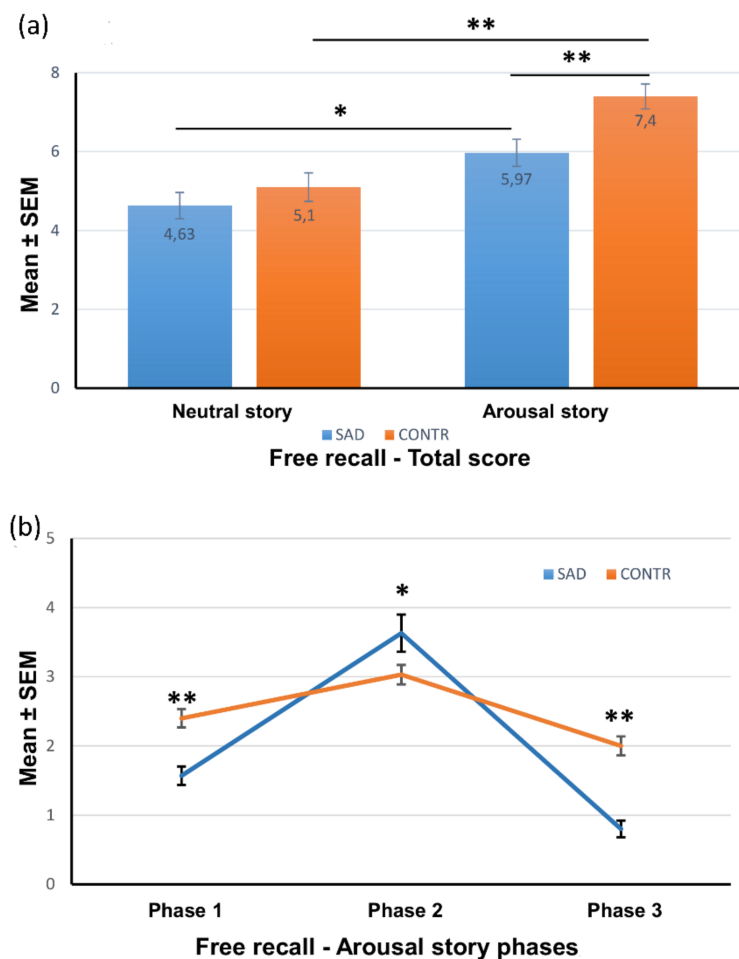 (a)
**
**
*
8
6
4
2
0
Mean ± SEM
4,63
5,1
5,97
7,4
Neutral story
Arousal story
SAD
CONTR
Free recall - Total score
(b)
5
4
3
2
1
0
Mean ± SEM
SAD
CONTR
**
*
**
Phase 1
Phase 2
Phase 3
Free recall - Arousal story phases